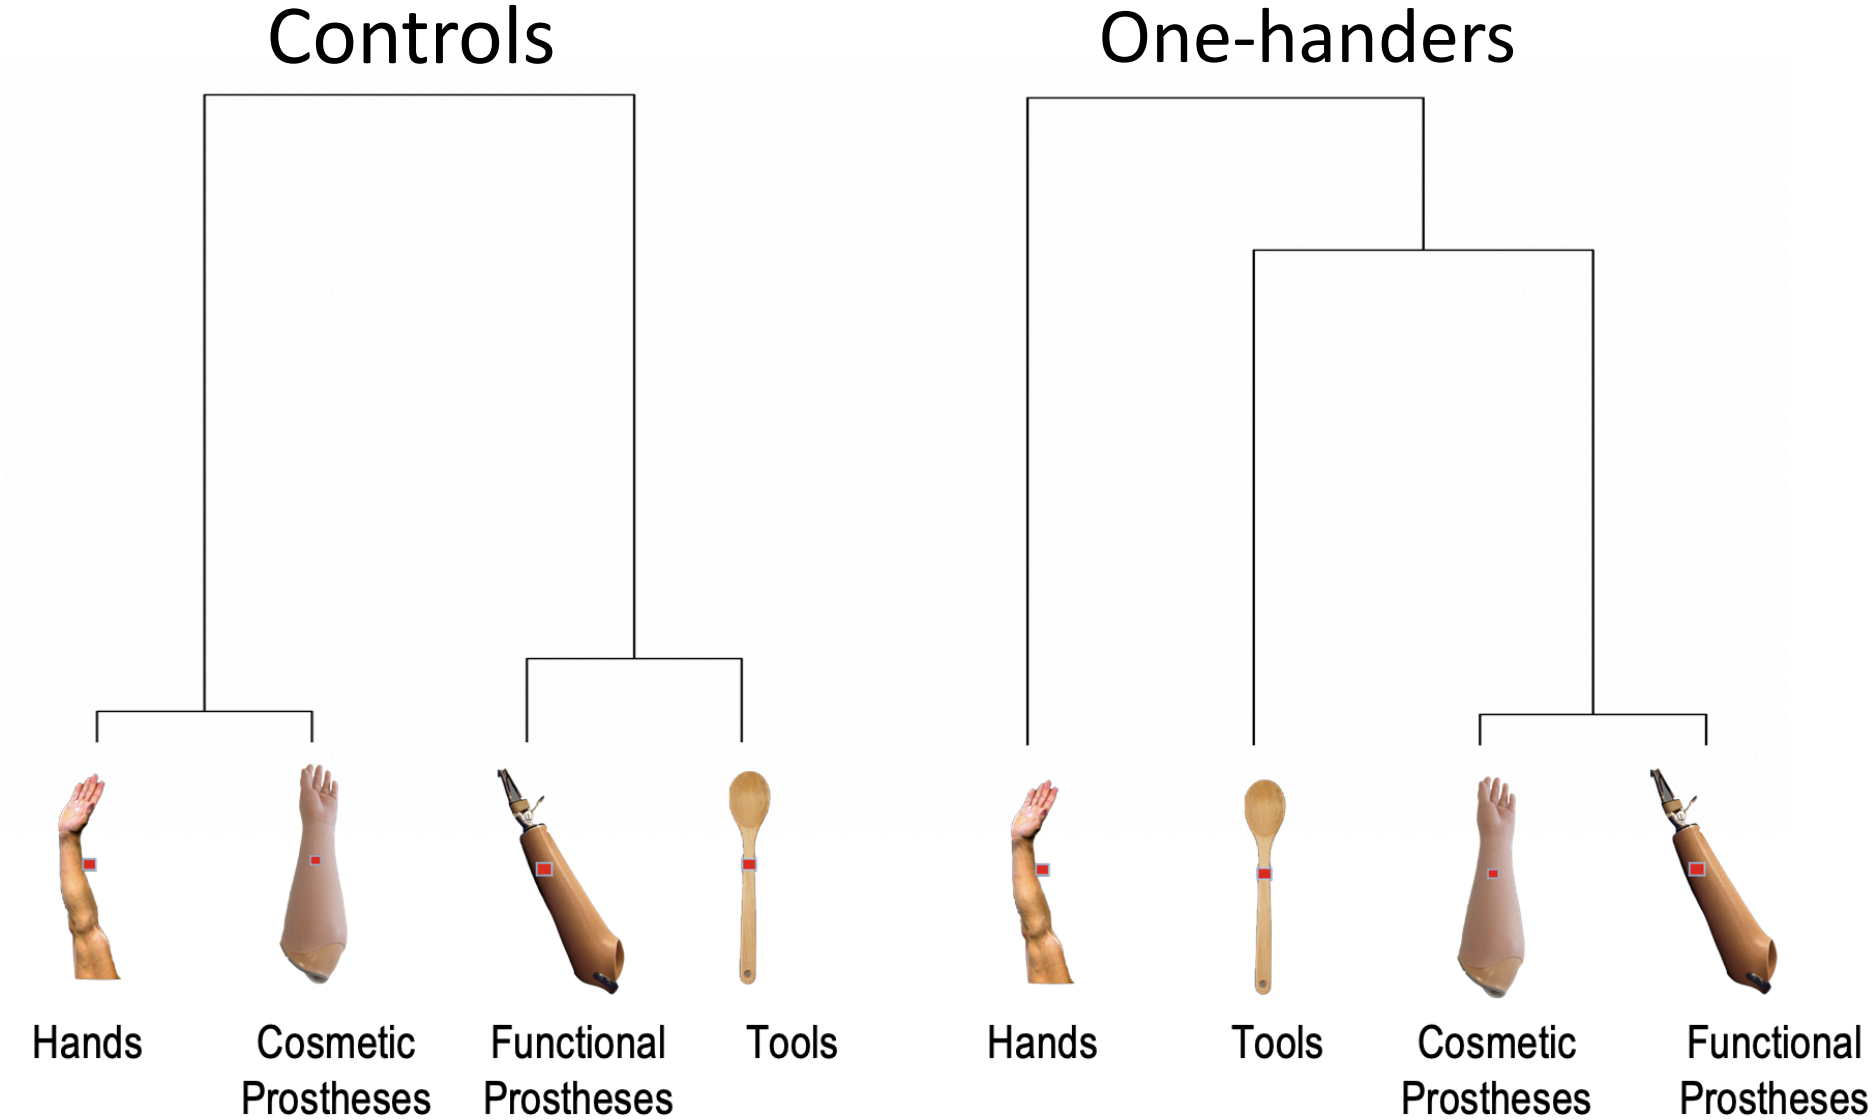 Controls
One-handers
Hands
Cosmetic
Prostheses
Functional
Prostheses
Tools
Hands
Tools
Cosmetic
Prostheses
Functional
Prostheses